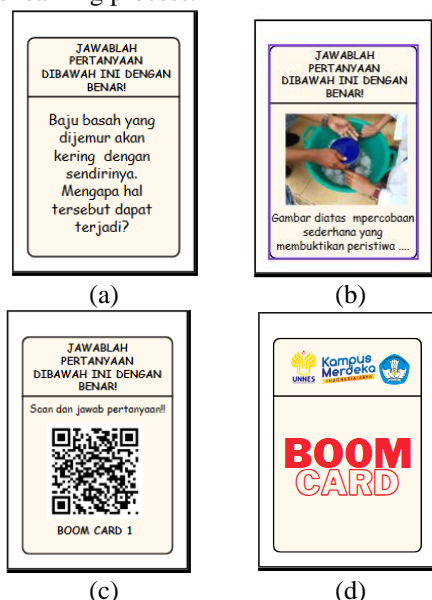 JAWABLAH
PERTANYAAN
DIBAWAH INI DENGAN
BENAR!
Baju basah yang
dijemur akan
kering dengan
sendirinya.
Mengapa hal
tersebut dapat
terjadi?
(a)
JAWABLAH
PERTANYAAN
DIBAWAH INI DENGAN
BENAR!
Gambar diatas mpercobaan
sederhana yang
membuktikan peristiwa ....
(b)
JAWABLAH
PERTANYAAN
DIBAWAH INI DENGAN
BENAR!
Scan dan jawab pertanyaan!!
BOOM CARD 1
(c)
UNNES
Kampus
Merdeka
INDONESIA JAYA
BOOM
CARD
(d)